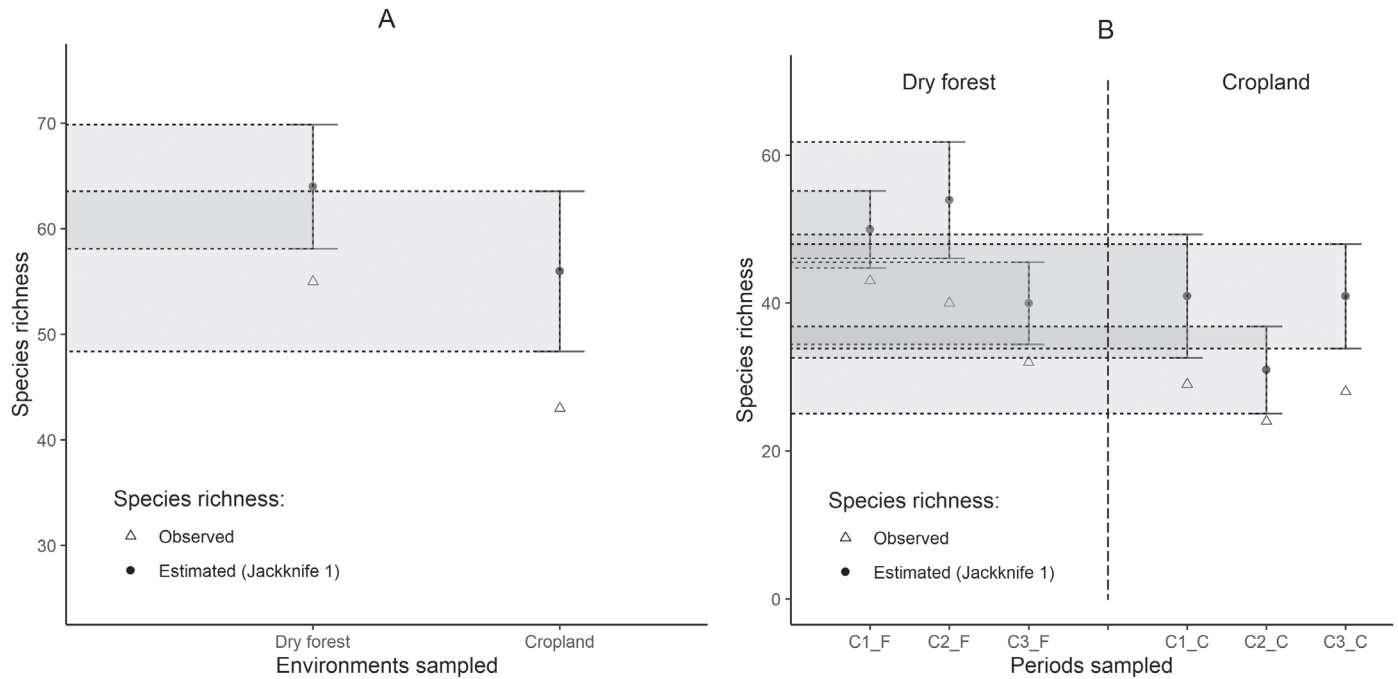 A
Species richness
70
60
50
40
30
Species richness:
Observed
Estimated (Jackknife 1)
Dry forest
Cropland
Environments sampled
B
Dry forest
Cropland
Species richness
60
40
20
0
Species richness:
Observed
Estimated (Jackknife 1)
C1_F
C2_F
C3_F
C1_C
C2_C
C3_C
Periods sampled